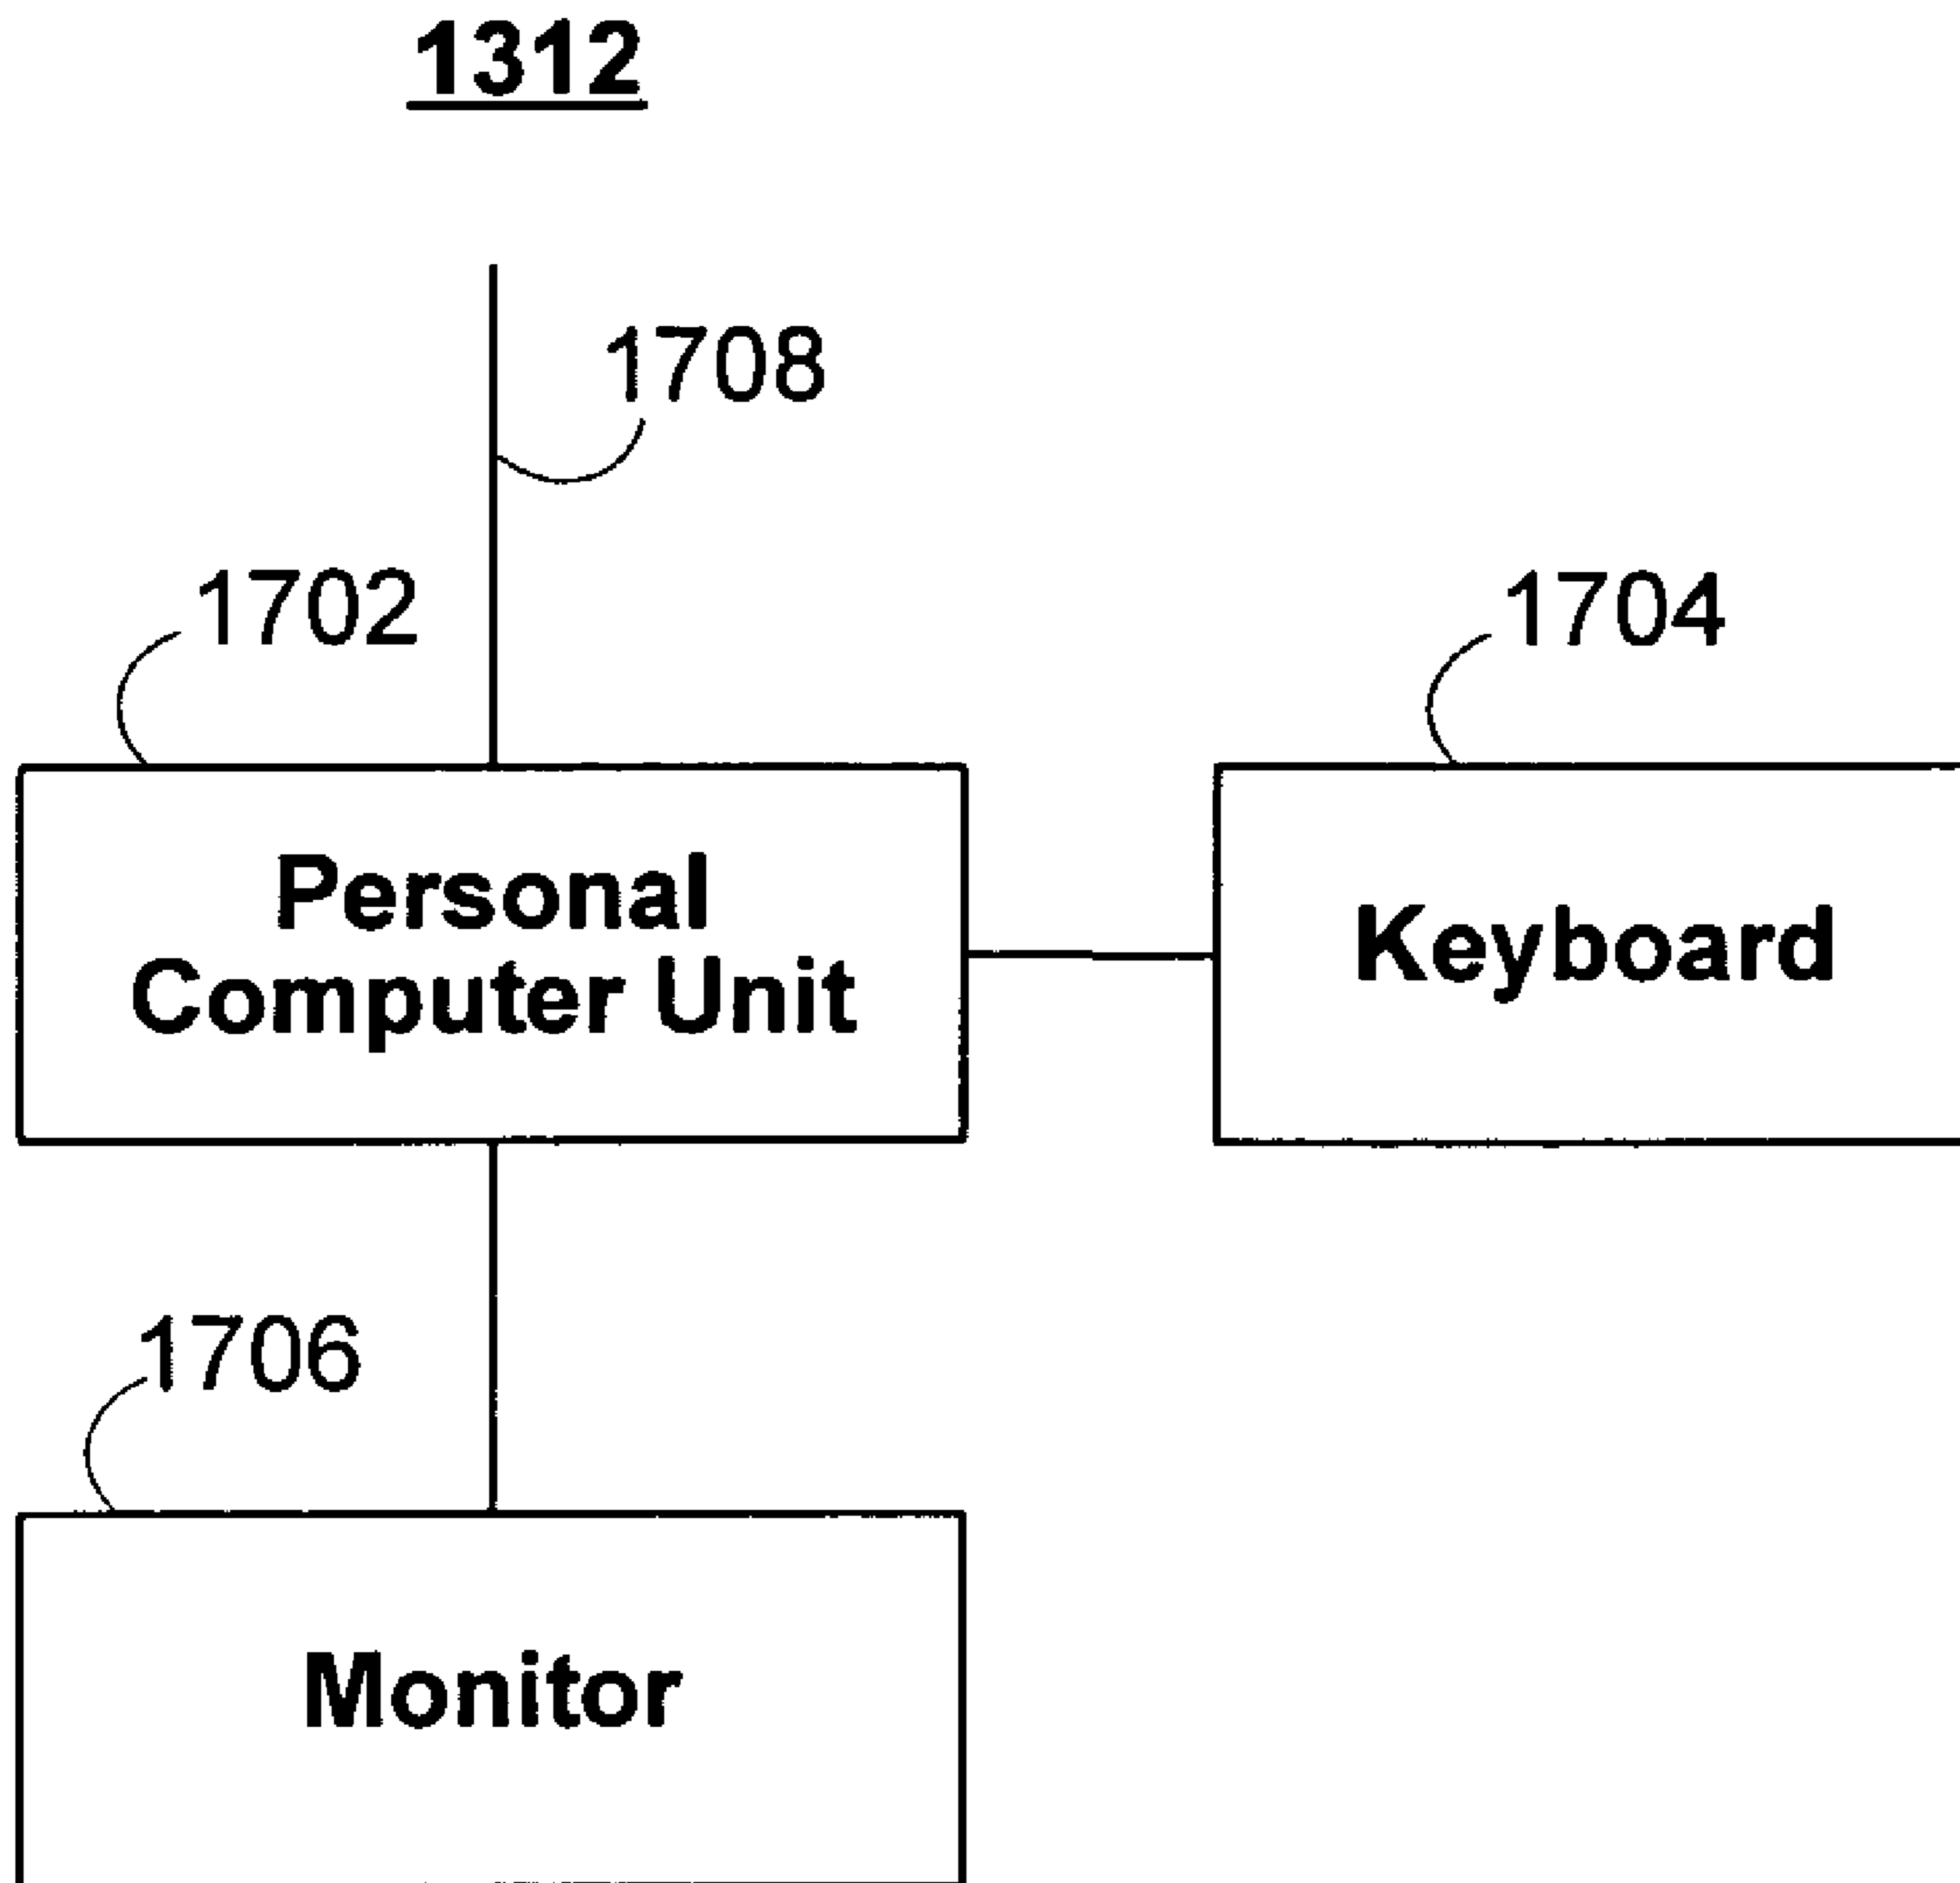 1312
1708
1702
1704
Personal
Computer Unit
Keyboard
1706
Monitor